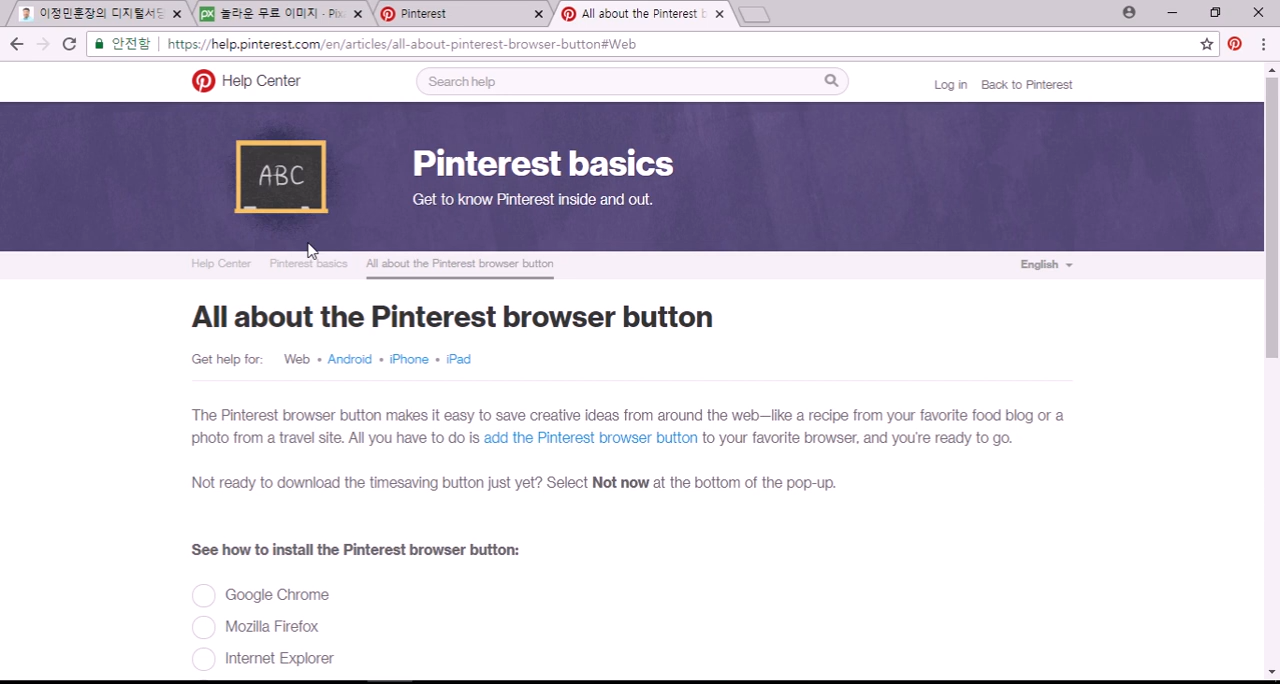 이정민훈장의 디지털서당
놀라운 무료 이미지 - Pix
Pinterest
All about the Pinterest b
안전함
https://help.pinterest.com/en/articles/all-about-pinterest-browser-button#Web
Help Center
Search help
Log in
Back to Pinterest
ABC
Pinterest basics
Get to know Pinterest inside and out.
Help Center
Pinterest basics
All about the Pinterest browser button
English
All about the Pinterest browser button
Get help for: Web • Android • iPhone • iPad
The Pinterest browser button makes it easy to save creative ideas from around the web—like a recipe from your favorite food blog or a
photo from a travel site. All you have to do is add the Pinterest browser button to your favorite browser, and you're ready to go.
Not ready to download the timesaving button just yet? Select Not now at the bottom of the pop-up.
See how to install the Pinterest browser button:
Google Chrome
Mozilla Firefox
Internet Explorer